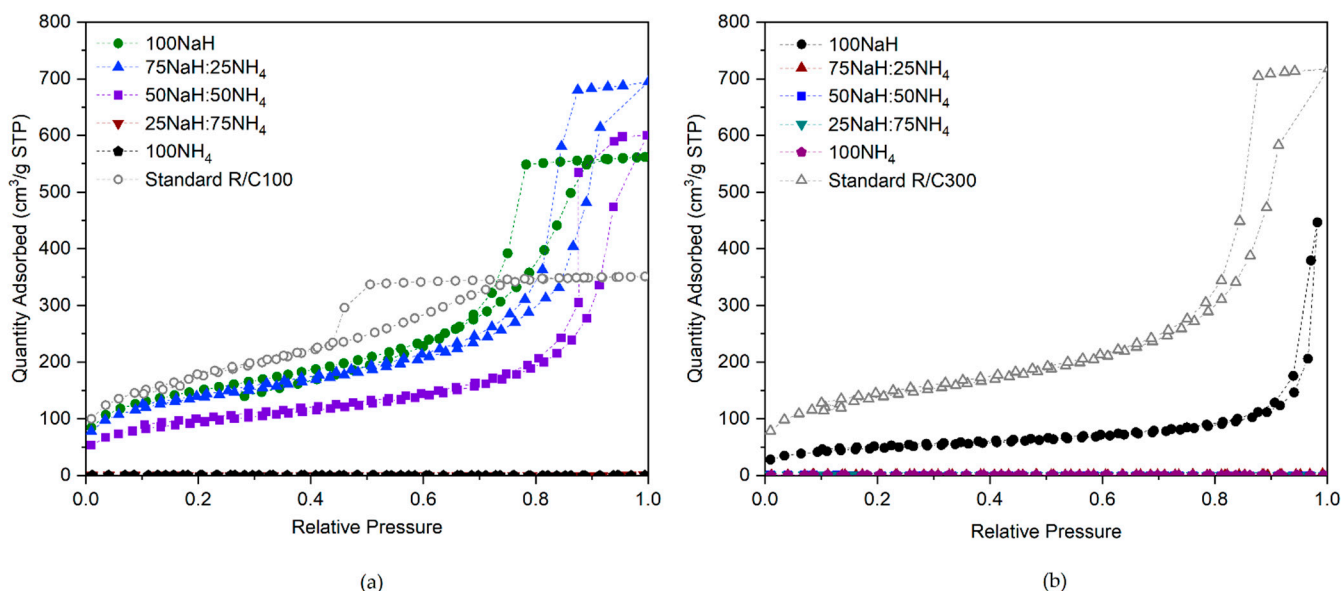 800
700
600
500
400
300
200
100
0
Quantity Adsorbed (cm³/g STP)
100NaH
75NaH:25NH₄
50NaH:50NH₄
25NaH:75NH₄
100NH₄
Standard R/C100
0.0 0.2 0.4 0.6 0.8 1.0
Relative Pressure
(a)
800
700
600
500
400
300
200
100
0
Quantity Adsorbed (cm³/g STP)
100NaH
75NaH:25NH₄
50NaH:50NH₄
25NaH:75NH₄
100NH₄
Standard R/C300
0.0 0.2 0.4 0.6 0.8 1.0
Relative Pressure
(b)